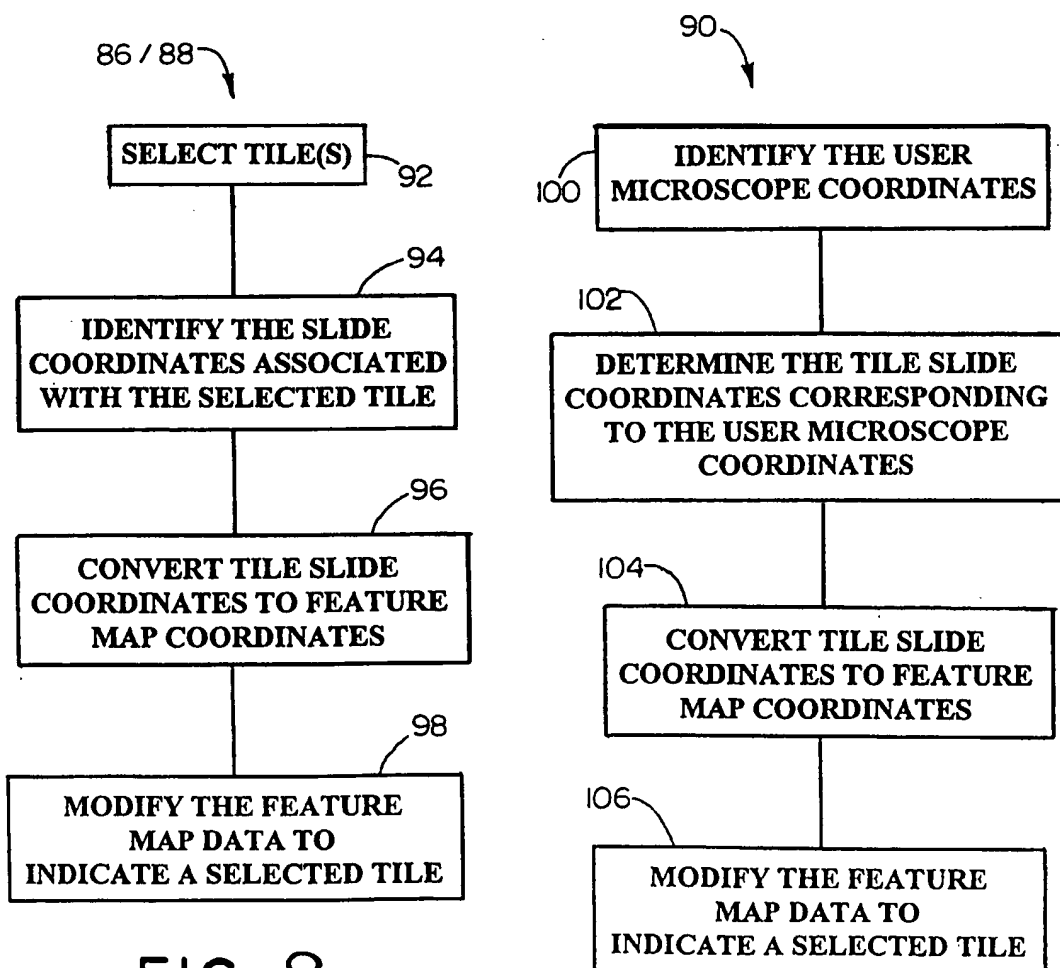 86 / 88
SELECT TILE(S)
92
94
IDENTIFY THE SLIDE
COORDINATES ASSOCIATED
WITH THE SELECTED TILE
96
CONVERT TILE SLIDE
COORDINATES TO FEATURE
MAP COORDINATES
98
MODIFY THE FEATURE
MAP DATA TO
INDICATE A SELECTED TILE
90
IDENTIFY THE USER
MICROSCOPE COORDINATES
100
102
DETERMINE THE TILE SLIDE
COORDINATES CORRESPONDING
TO THE USER MICROSCOPE
COORDINATES
104
CONVERT TILE SLIDE
COORDINATES TO FEATURE
MAP COORDINATES
106
MODIFY THE FEATURE
MAP DATA TO
INDICATE A SELECTED TILE